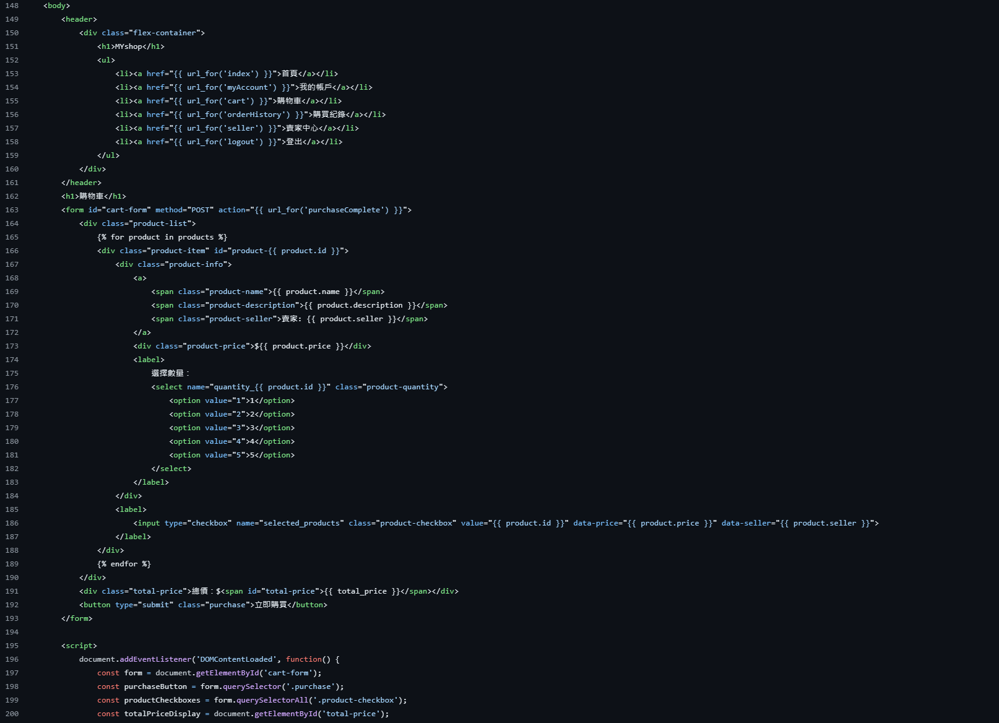 148 <body>
149 <header>
150 <div class="flex-container">
151 <h1>MYshop</h1>
152 <ul>
153 <li><a href="{{ url_for('index') }}">首頁</a></li>
154 <li><a href="{{ url_for('myAccount') }}">我的帳戶</a></li>
155 <li><a href="{{ url_for('cart') }}">購物車</a></li>
156 <li><a href="{{ url_for('orderHistory') }}">購買紀錄</a></li>
157 <li><a href="{{ url_for('seller') }}">賣家中心</a></li>
158 <li><a href="{{ url_for('logout') }}">登出</a></li>
159 </ul>
160 </div>
161 </header>
162 <h1>購物車</h1>
163 <form id="cart-form" method="POST" action="{{ url_for('purchaseComplete') }}">
164 <div class="product-list">
165 {% for product in products %}
166 <div class="product-item" id="product-{{ product.id }}">
167 <div class="product-info">
168 <a>
169 <span class="product-name">{{ product.name }}</span>
170 <span class="product-description">{{ product.description }}</span>
171 <span class="product-seller">賣家: {{ product.seller }}</span>
172 </a>
173 <div class="product-price">${{ product.price }}</div>
174 <label>
175 選擇數量：
176 <select name="quantity_{{ product.id }}" class="product-quantity">
177 <option value="1">1</option>
178 <option value="2">2</option>
179 <option value="3">3</option>
180 <option value="4">4</option>
181 <option value="5">5</option>
182 </select>
183 </label>
184 </div>
185 <label>
186 <input type="checkbox" name="selected_products" class="product-checkbox" value="{{ product.id }}" data-price="{{ product.price }}" data-seller="{{ product.seller }}">
187 </label>
188 </div>
189 {% endfor %}
190 </div>
191 <div class="total-price">總價：$<span id="total-price">{{ total_price }}</span></div>
192 <button type="submit" class="purchase">立即購買</button>
193 </form>
194
195 <script>
196 document.addEventListener('DOMContentLoaded', function() {
197 const form = document.getElementById('cart-form');
198 const purchaseButton = form.querySelector('.purchase');
199 const productCheckboxes = form.querySelectorAll('.product-checkbox');
200 const totalPriceDisplay = document.getElementById('total-price');